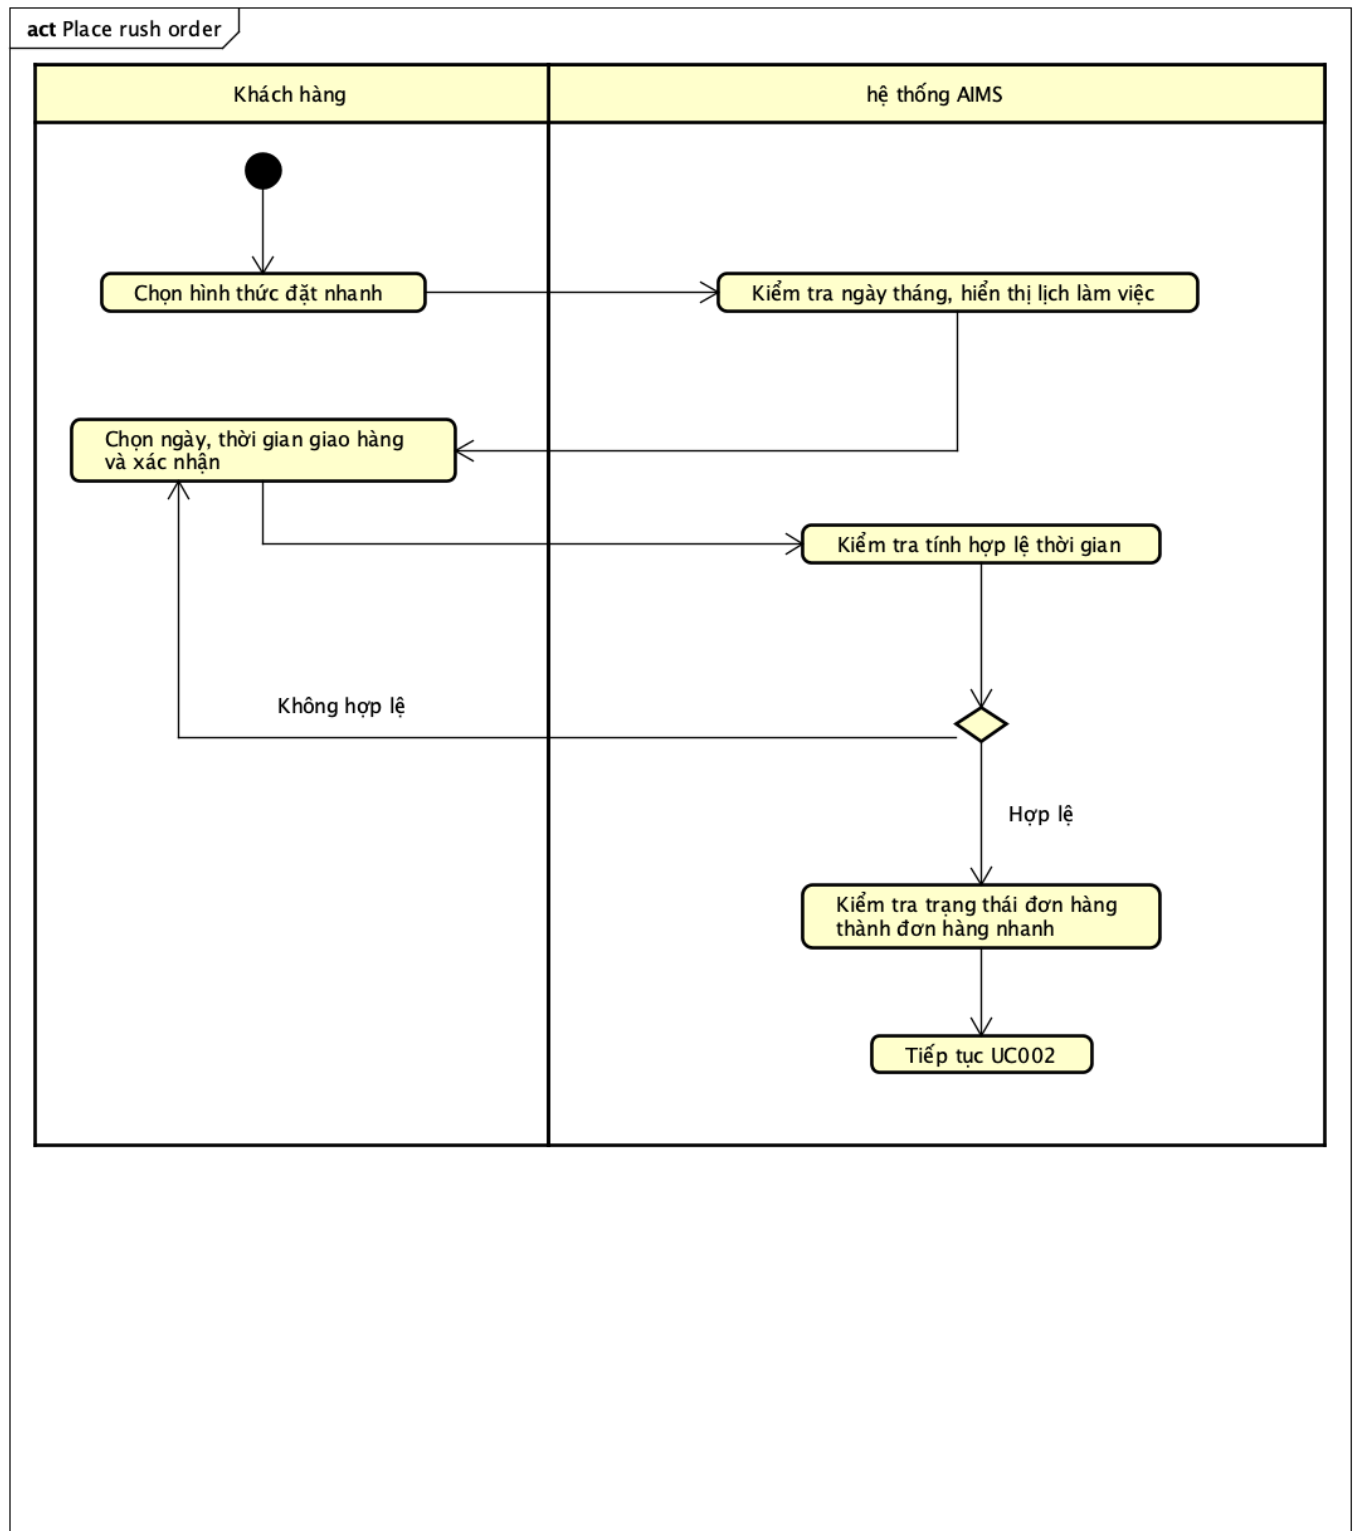 act Place rush order
Khách hàng
hệ thống AIMS
Chọn hình thức đặt nhanh
Kiểm tra ngày tháng, hiển thị lịch làm việc
Chọn ngày, thời gian giao hàng
và xác nhận
Kiểm tra tính hợp lệ thời gian
Không hợp lệ
Hợp lệ
Kiểm tra trạng thái đơn hàng
thành đơn hàng nhanh
Tiếp tục UC002